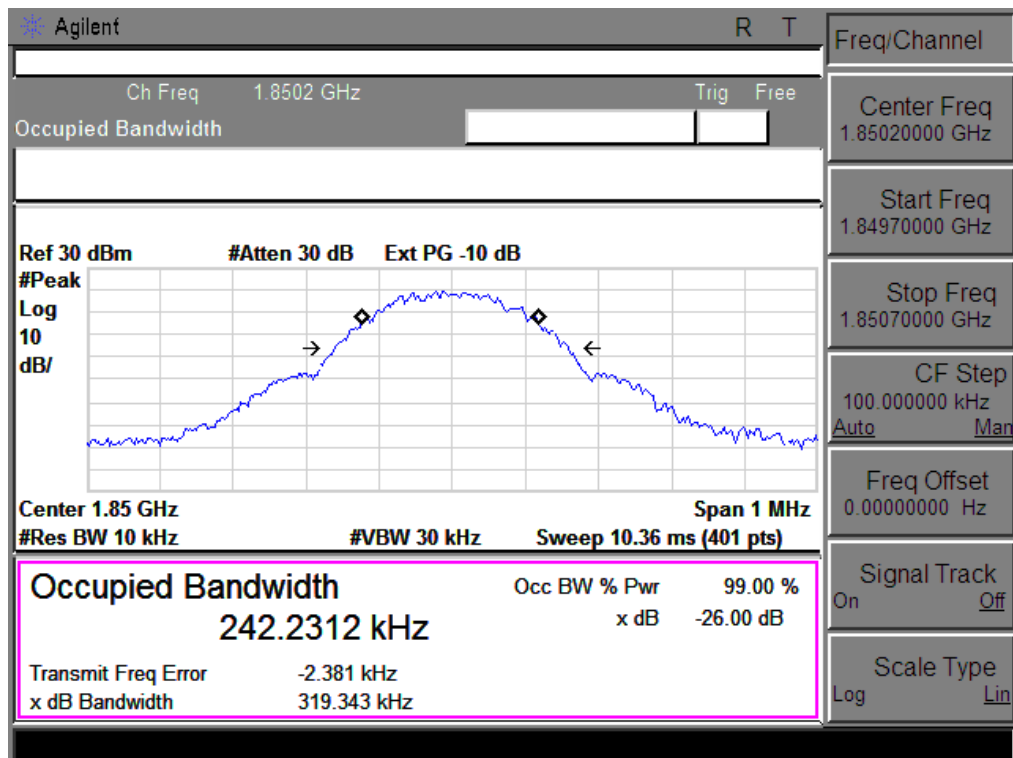 Agilent R T
Ch Freq 1.8502 GHz Trig Free
Occupied Bandwidth
Ref 30 dBm #Atten 30 dB Ext PG -10 dB
#Peak
Log
10
dB/
Center 1.85 GHz Span 1 MHz
#Res BW 10 kHz #VBW 30 kHz Sweep 10.36 ms (401 pts)
Occupied Bandwidth Occ BW % Pwr 99.00 %
242.2312 kHz x dB -26.00 dB
Transmit Freq Error -2.381 kHz
x dB Bandwidth 319.343 kHz
Freq/Channel
Center Freq
1.85020000 GHz
Start Freq
1.84970000 GHz
Stop Freq
1.85070000 GHz
CF Step
100.000000 kHz
Auto Man
Freq Offset
0.00000000 Hz
Signal Track
On Off
Scale Type
Log Lin